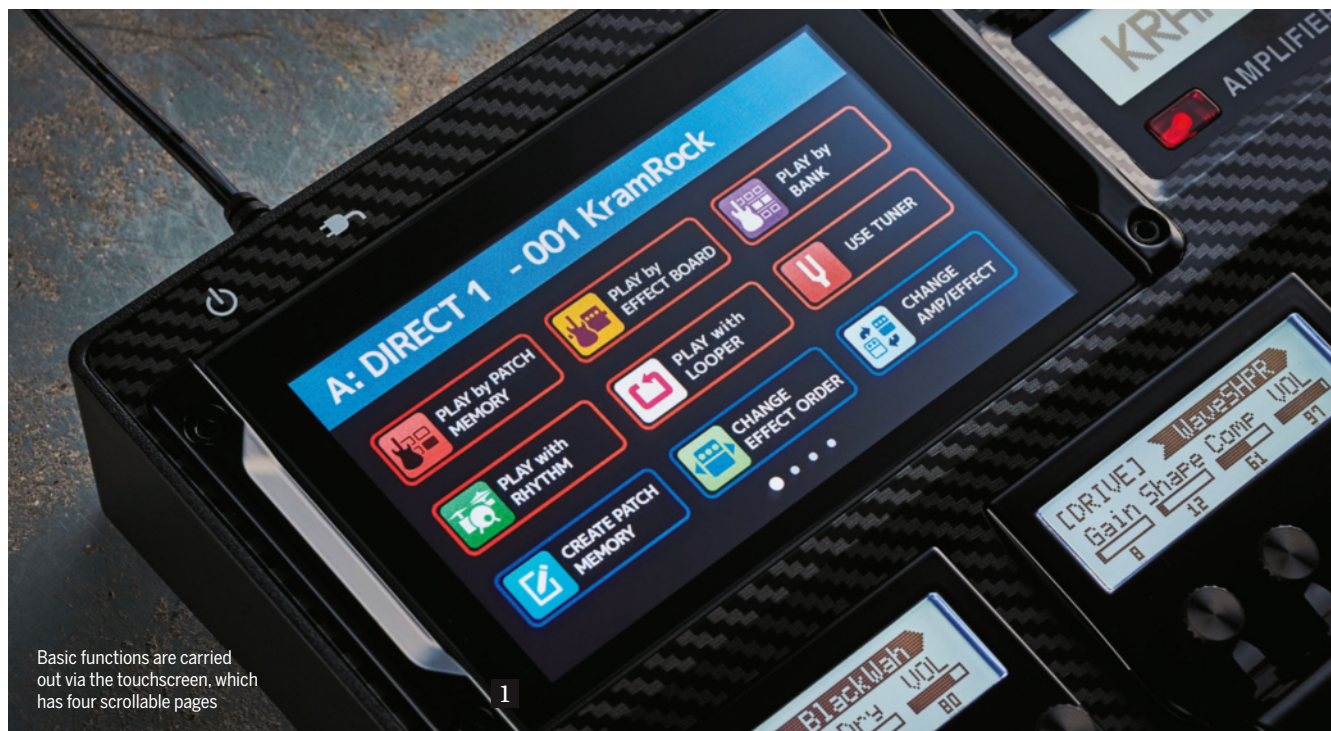 A: DIRECT 1 - 001 KramRock
PLAY by PATCH
MEMORY
PLAY by
EFFECT BOARD
PLAY by
BANK
PLAY with
RHYTHM
PLAY with
LOOPER
USE TUNER
CREATE PATCH
MEMORY
CHANGE
EFFECT ORDER
CHANGE
AMP/EFFECT
AMPLIFIER
[DRIVE] WaveSHPR
Gain Shape Comp VOL
8 12 61 97
BlackWah
Dry VOL
80
Basic functions are carried
out via the touchscreen, which
has four scrollable pages
1